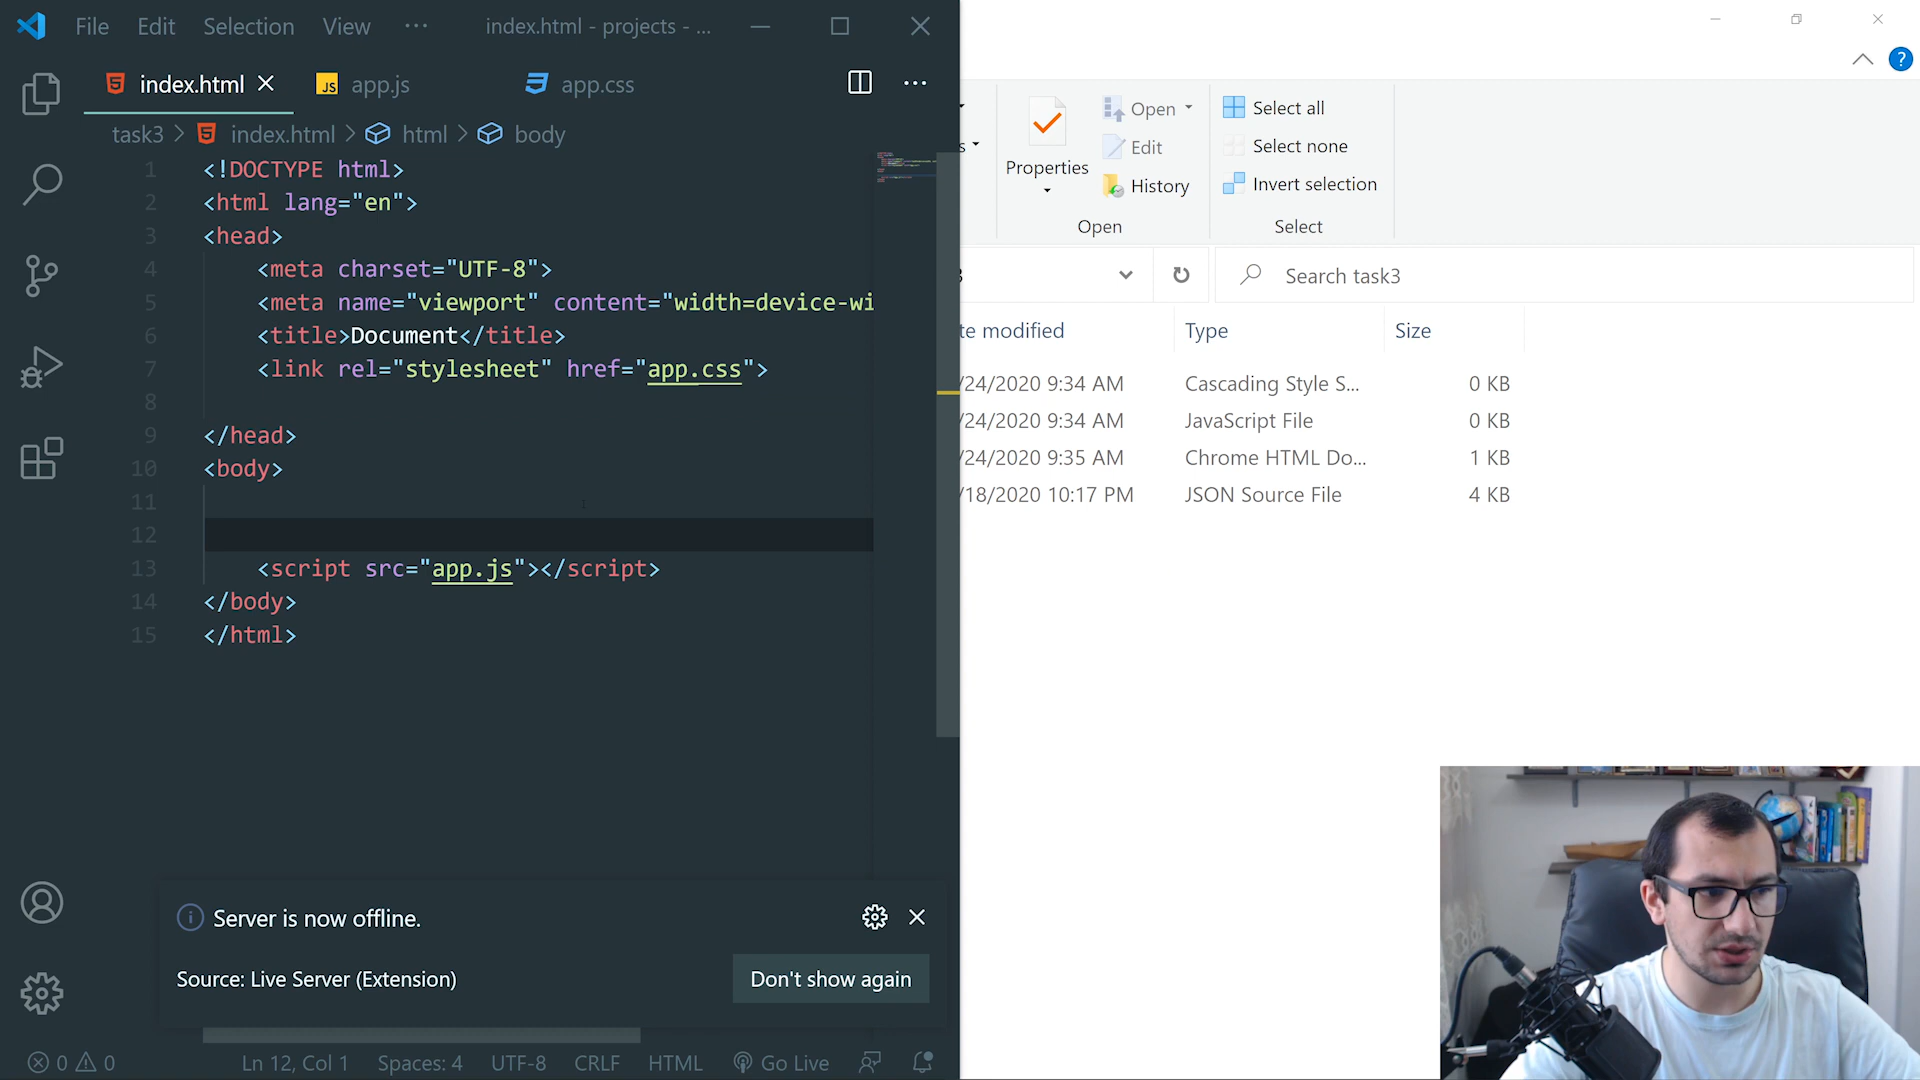 File Edit Selection View ··· index.html - projects - ...
index.html app.js app.css ···
task3 > index.html > html > body
1 <!DOCTYPE html>
2 <html lang="en">
3 <head>
4 <meta charset="UTF-8">
5 <meta name="viewport" content="width=device-wi
6 <title>Document</title>
7 <link rel="stylesheet" href="app.css">
8
9 </head>
10 <body>
11
12
13 <script src="app.js"></script>
14 </body>
15 </html>
Server is now offline.
Source: Live Server (Extension)
Don't show again
0 0 Ln 12, Col 1 Spaces: 4 UTF-8 CRLF HTML Go Live
?
s
Properties
Open
Edit
History
Open
Select all
Select none
Invert selection
Select
3 Search task3
te modified Type Size
/24/2020 9:34 AM Cascading Style S... 0 KB
/24/2020 9:34 AM JavaScript File 0 KB
/24/2020 9:35 AM Chrome HTML Do... 1 KB
/18/2020 10:17 PM JSON Source File 4 KB